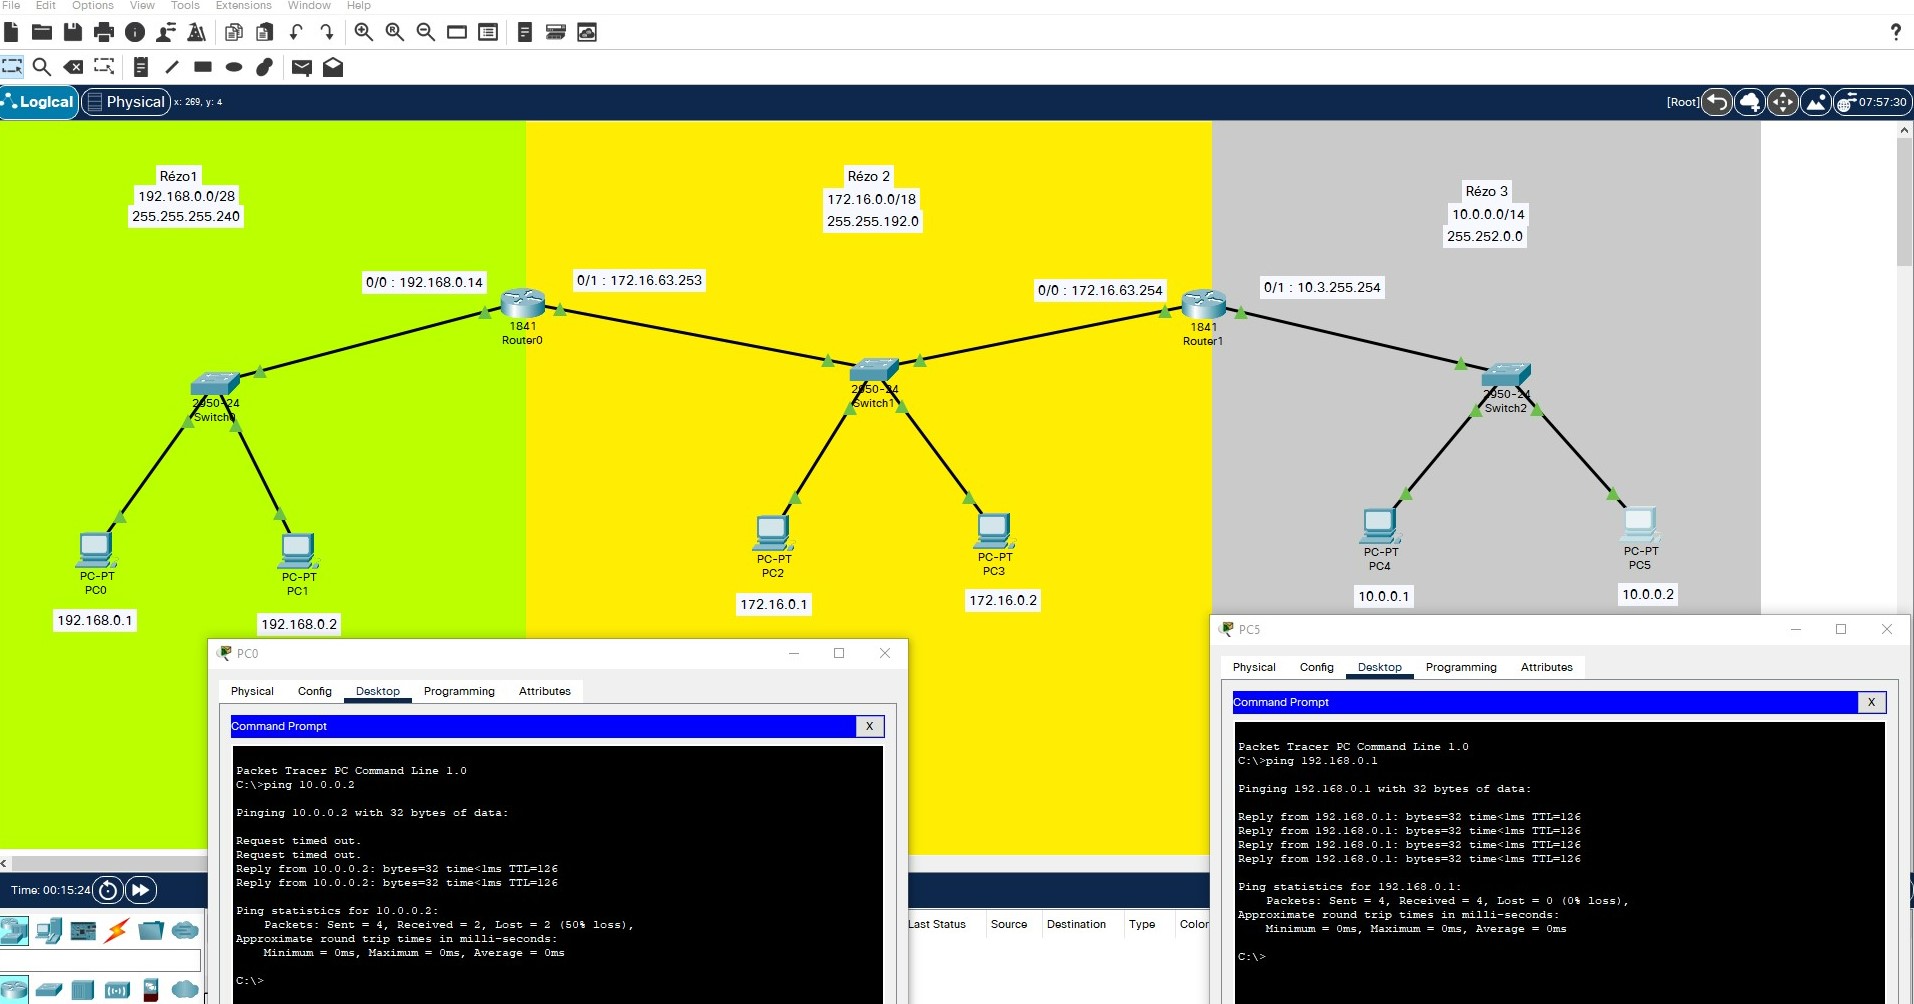 File Edit Options View Tools Extensions Window Help
?
Logical Physical x: 269, y: 4 [Root] 07:57:30
Rézo1
192.168.0.0/28
255.255.255.240
Rézo 2
172.16.0.0/18
255.255.192.0
Rézo 3
10.0.0.0/14
255.252.0.0
0/0 : 192.168.0.14
0/1 : 172.16.63.253
0/0 : 172.16.63.254
0/1 : 10.3.255.254
1841
Router0
1841
Router1
2950-24
Switch0
2950-24
Switch1
2950-24
Switch2
PC-PT
PC0
192.168.0.1
PC-PT
PC1
192.168.0.2
PC-PT
PC2
172.16.0.1
PC-PT
PC3
172.16.0.2
PC-PT
PC4
10.0.0.1
PC-PT
PC5
10.0.0.2
PC0
Physical Config Desktop Programming Attributes
Command Prompt X
Packet Tracer PC Command Line 1.0
C:\>ping 10.0.0.2
Pinging 10.0.0.2 with 32 bytes of data:
Request timed out.
Request timed out.
Reply from 10.0.0.2: bytes=32 time<1ms TTL=126
Reply from 10.0.0.2: bytes=32 time<1ms TTL=126
Ping statistics for 10.0.0.2:
Packets: Sent = 4, Received = 2, Lost = 2 (50% loss),
Approximate round trip times in milli-seconds:
Minimum = 0ms, Maximum = 0ms, Average = 0ms
C:\>
PC5
Physical Config Desktop Programming Attributes
Command Prompt X
Packet Tracer PC Command Line 1.0
C:\>ping 192.168.0.1
Pinging 192.168.0.1 with 32 bytes of data:
Reply from 192.168.0.1: bytes=32 time<1ms TTL=126
Reply from 192.168.0.1: bytes=32 time<1ms TTL=126
Reply from 192.168.0.1: bytes=32 time<1ms TTL=126
Reply from 192.168.0.1: bytes=32 time<1ms TTL=126
Ping statistics for 192.168.0.1:
Packets: Sent = 4, Received = 4, Lost = 0 (0% loss),
Approximate round trip times in milli-seconds:
Minimum = 0ms, Maximum = 0ms, Average = 0ms
C:\>
Time: 00:15:24
Last Status Source Destination Type Color